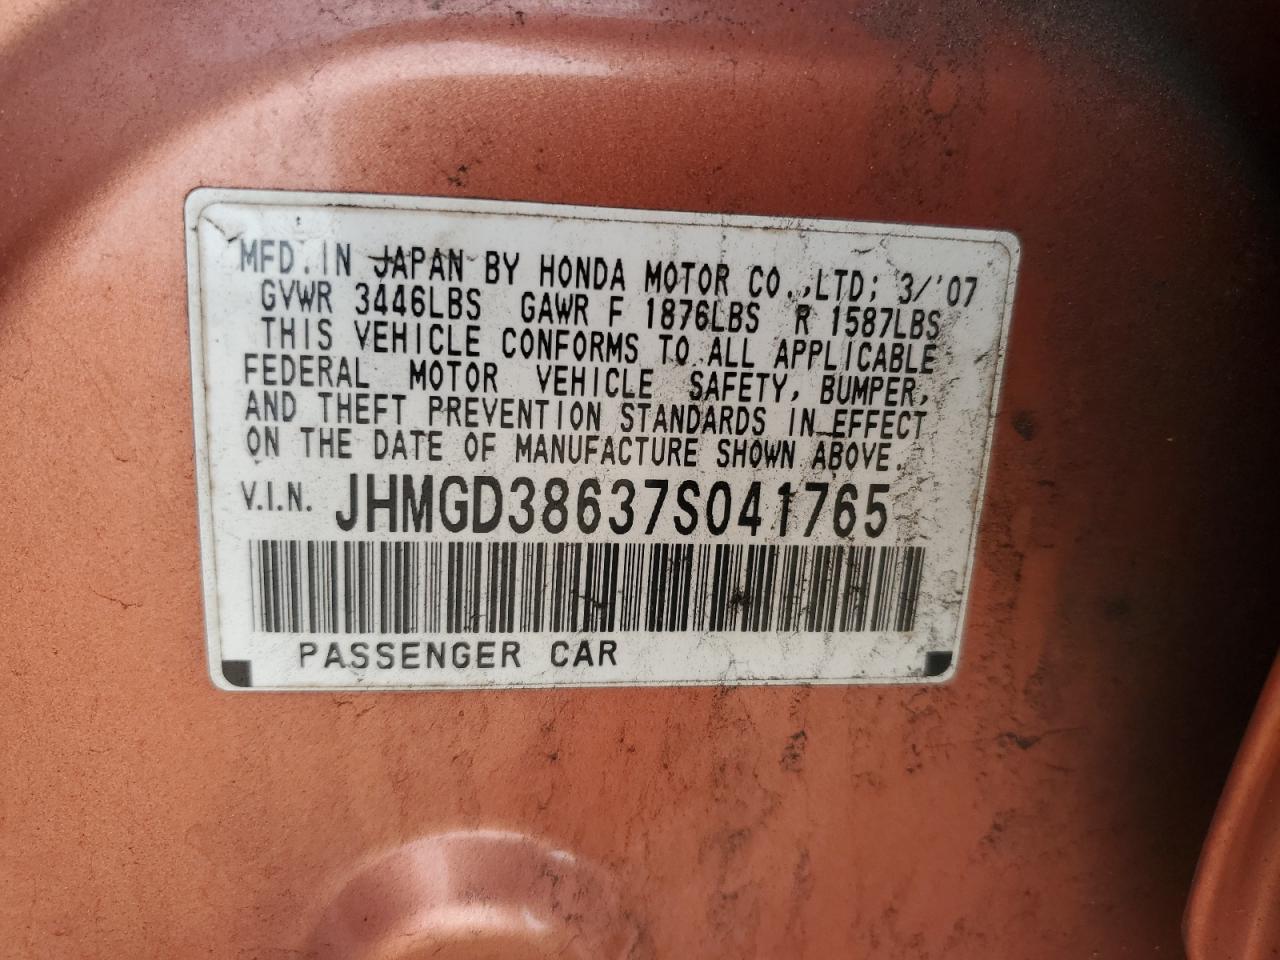 MFD. IN JAPAN BY HONDA MOTOR CO.,LTD; 3/'07
GVWR 3446LBS GAWR F 1876LBS R 1587LBS
THIS VEHICLE CONFORMS TO ALL APPLICABLE
FEDERAL MOTOR VEHICLE SAFETY, BUMPER,
AND THEFT PREVENTION STANDARDS IN EFFECT
ON THE DATE OF MANUFACTURE SHOWN ABOVE.
V.I.N. JHMGD38637S041765
PASSENGER CAR